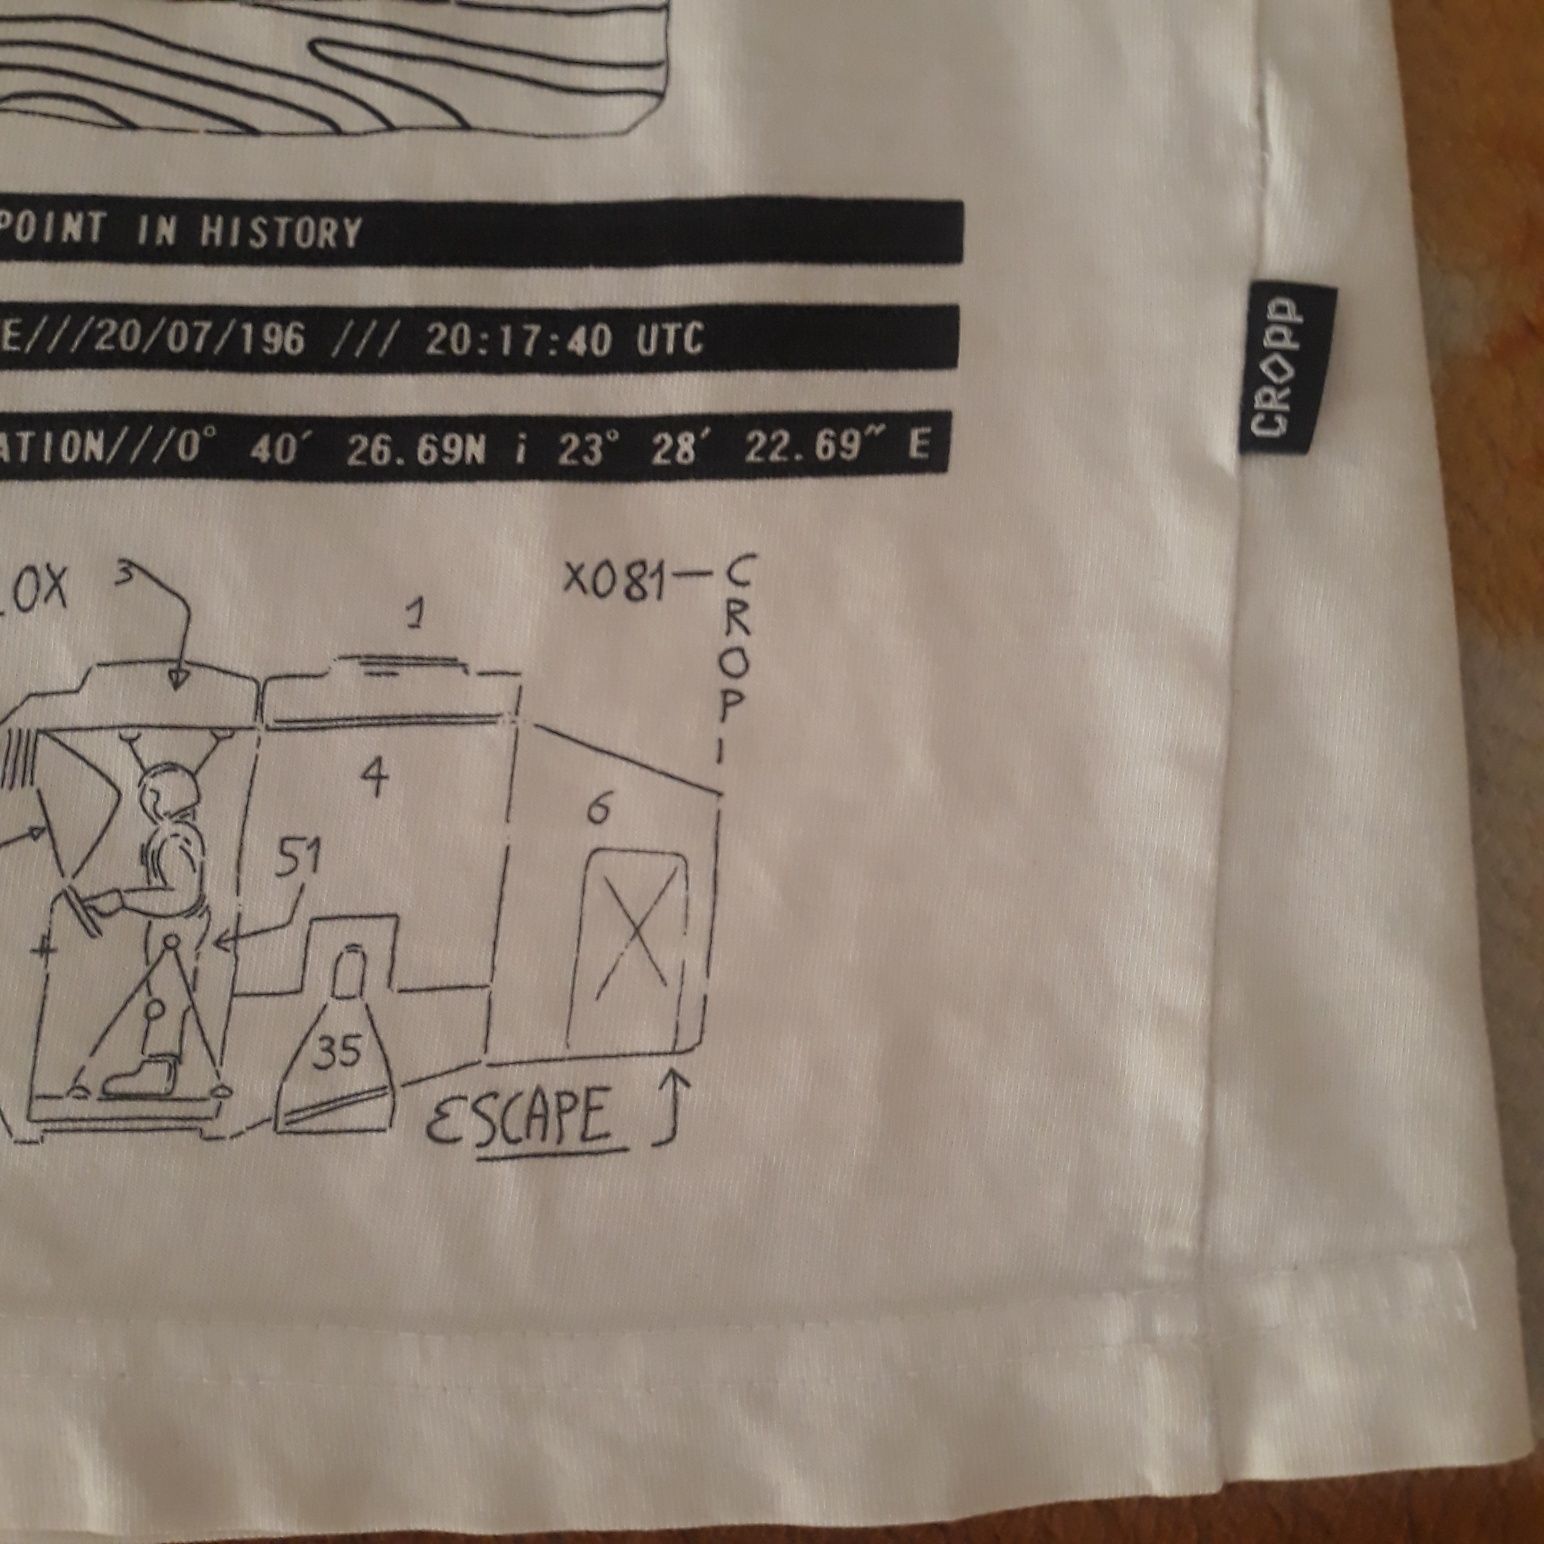 POINT IN HISTORY
E///20/07/196 /// 20:17:40 UTC
ATION///0° 40′ 26.69N i 23° 28′ 22.69″ E
CROPP
LOX
3
1
X081—CROPP
4
6
51
35
ESCAPE